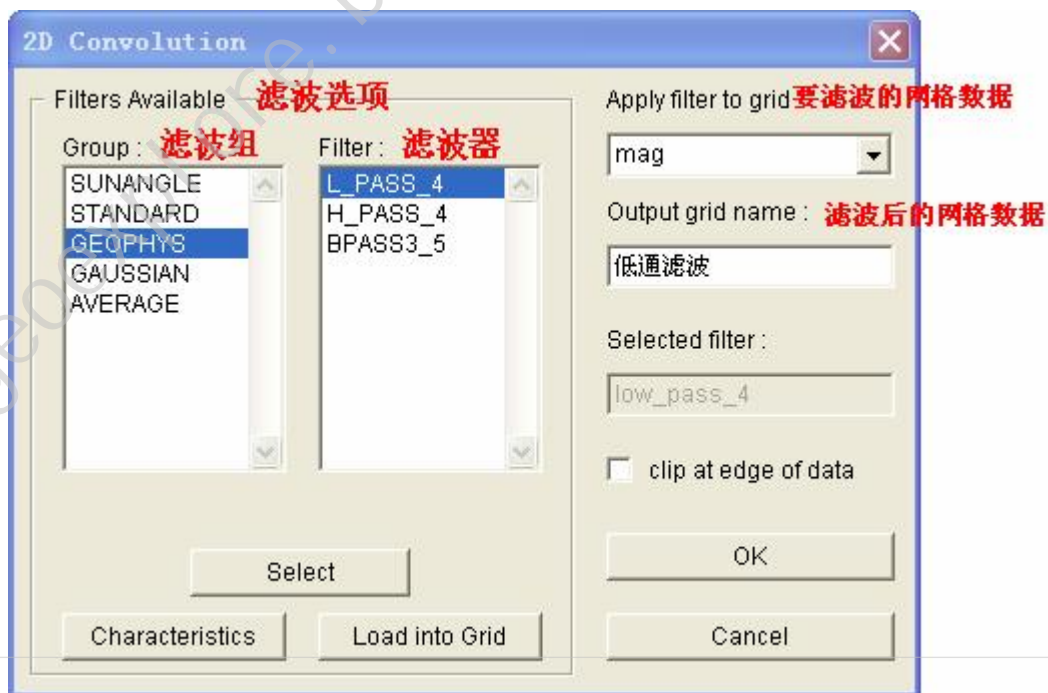 2D Convolution
Filters Available 滤波选项
Group : 滤波组
SUNANGLE
STANDARD
GEOPHYS
GAUSSIAN
AVERAGE
Filter : 滤波器
L_PASS_4
H_PASS_4
BPASS3_5
Select
Characteristics
Load into Grid
Apply filter to grid 要滤波的网格数据
mag
Output grid name : 滤波后的网格数据
低通滤波
Selected filter :
low_pass_4
clip at edge of data
OK
Cancel